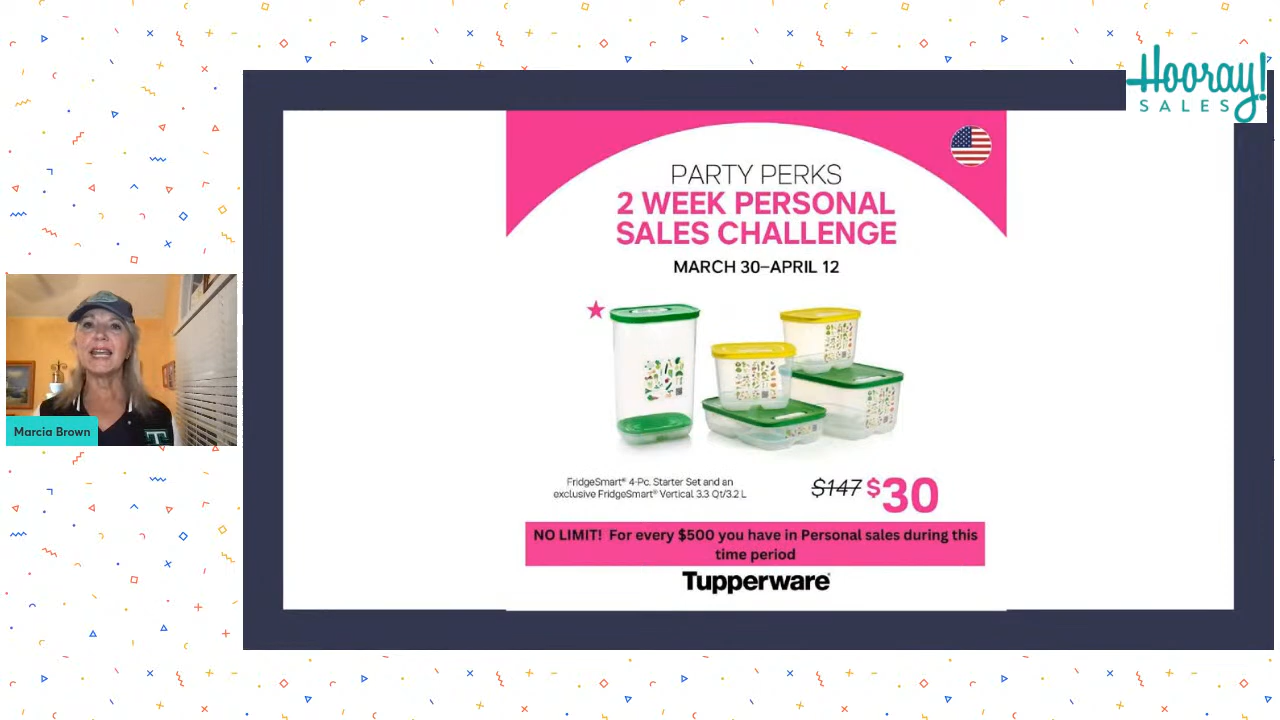 Hooray!
SALES
PARTY PERKS
2 WEEK PERSONAL
SALES CHALLENGE
MARCH 30–APRIL 12
FridgeSmart® 4-Pc. Starter Set and an
exclusive FridgeSmart® Vertical 3.3 Qt/3.2 L
$147 $30
NO LIMIT! For every $500 you have in Personal sales during this
time period
Tupperware®
Marcia Brown